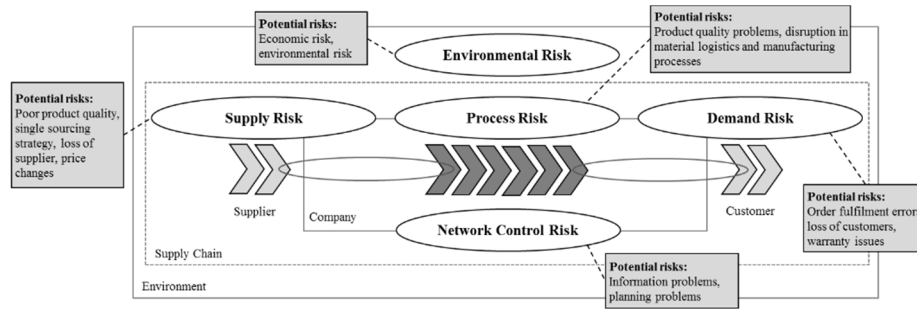 Potential risks:
Economic risk,
environmental risk
Environmental Risk
Potential risks:
Product quality problems, disruption in
material logistics and manufacturing
processes
Potential risks:
Poor product quality,
single sourcing
strategy, loss of
supplier, price
changes
Supply Risk
Process Risk
Demand Risk
Supplier
Company
Customer
Potential risks:
Order fulfilment error
loss of customers,
warranty issues
Network Control Risk
Supply Chain
Potential risks:
Information problems,
planning problems
Environment